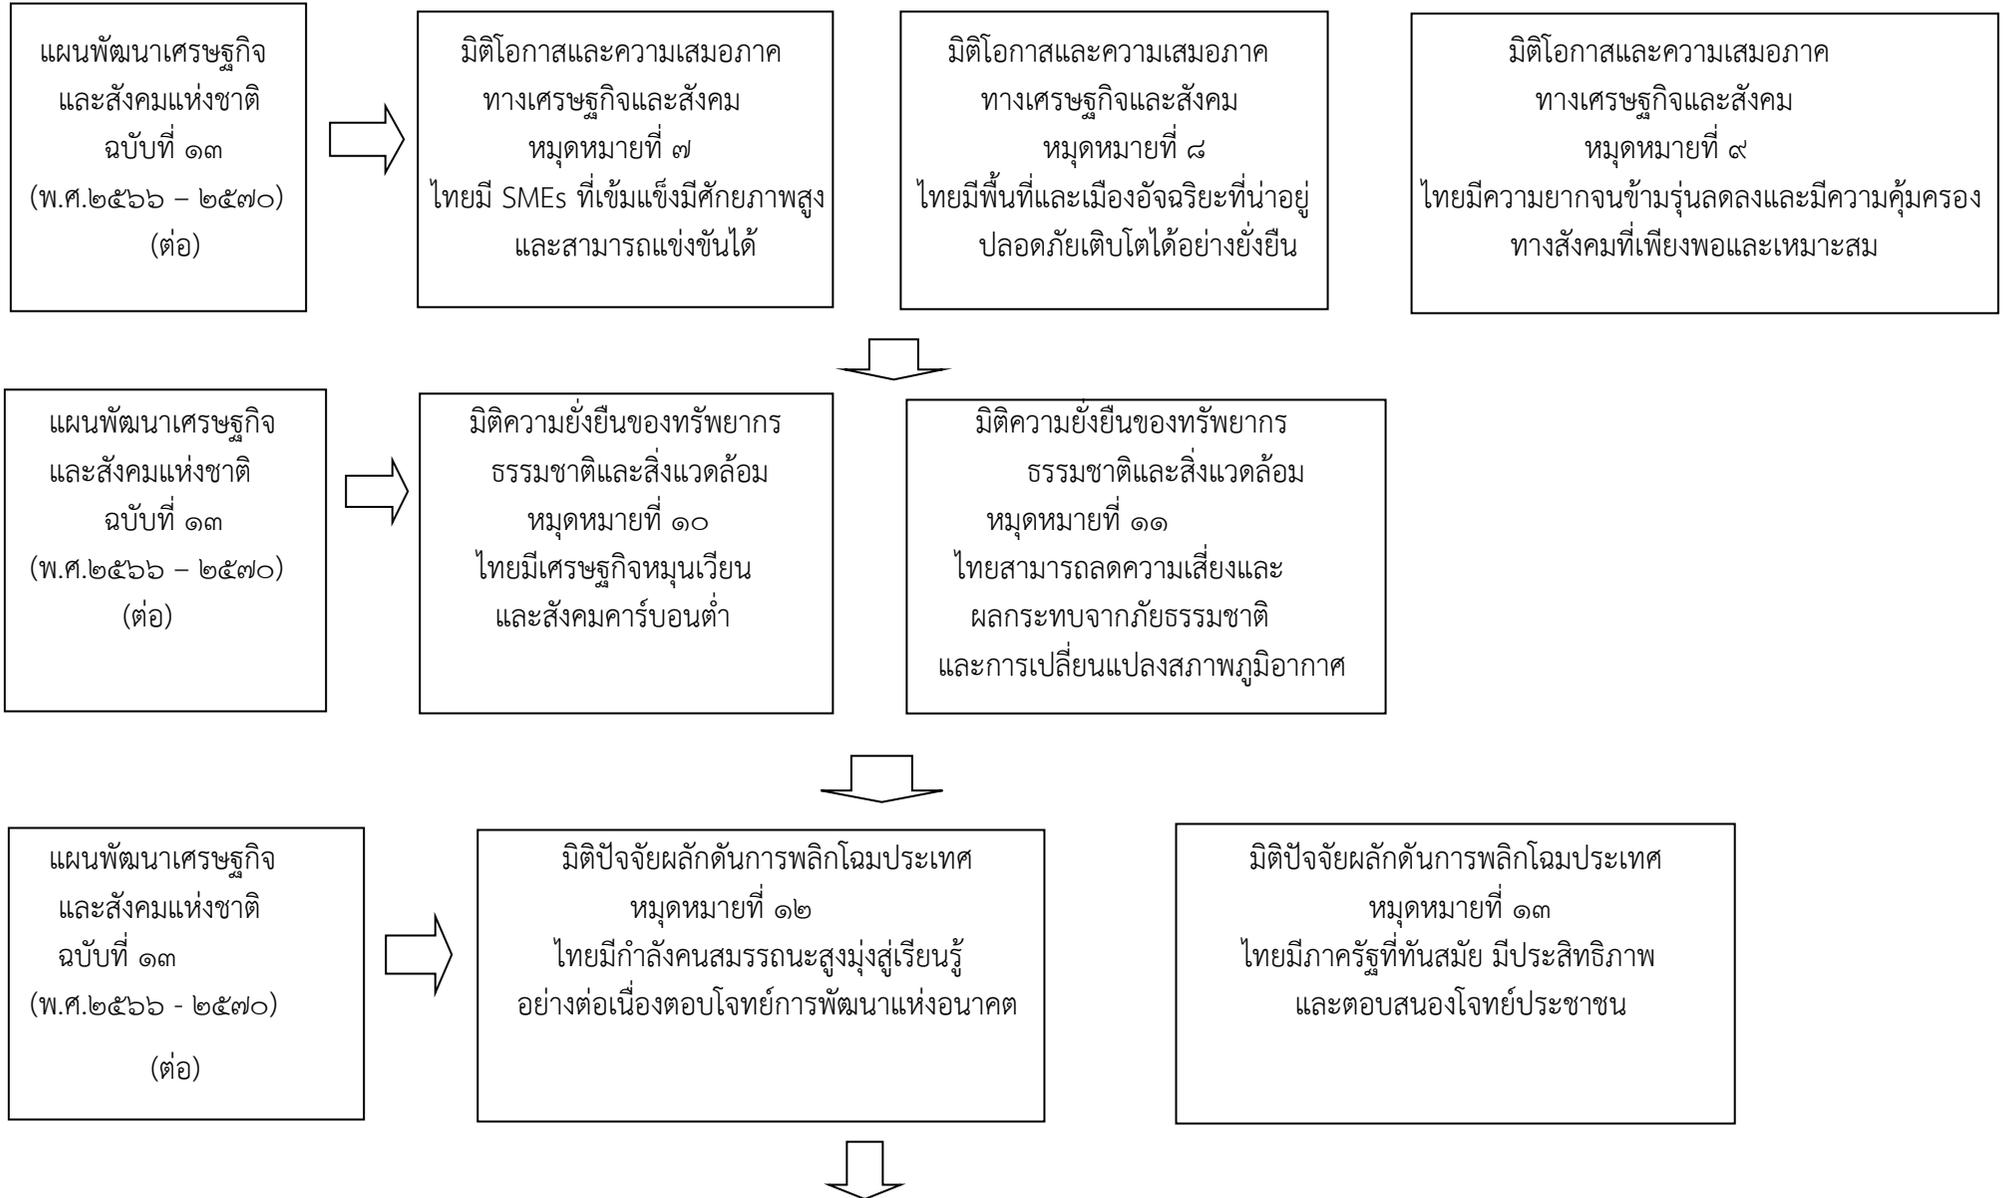 แผนพัฒนาเศรษฐกิจ
และสังคมแห่งชาติ
ฉบับที่ ๑๓
(พ.ศ.๒๕๖๖ – ๒๕๗๐)
(ต่อ)
มิติโอกาสและความเสมอภาค
ทางเศรษฐกิจและสังคม
หมุดหมายที่ ๗
ไทยมี SMEs ที่เข้มแข็งมีศักยภาพสูง
และสามารถแข่งขันได้
มิติโอกาสและความเสมอภาค
ทางเศรษฐกิจและสังคม
หมุดหมายที่ ๘
ไทยมีพื้นที่และเมืองอัจฉริยะที่น่าอยู่
ปลอดภัยเติบโตได้อย่างยั่งยืน
มิติโอกาสและความเสมอภาค
ทางเศรษฐกิจและสังคม
หมุดหมายที่ ๙
ไทยมีความยากจนข้ามรุ่นลดลงและมีความคุ้มครอง
ทางสังคมที่เพียงพอและเหมาะสม
แผนพัฒนาเศรษฐกิจ
และสังคมแห่งชาติ
ฉบับที่ ๑๓
(พ.ศ.๒๕๖๖ – ๒๕๗๐)
(ต่อ)
มิติความยั่งยืนของทรัพยากร
ธรรมชาติและสิ่งแวดล้อม
หมุดหมายที่ ๑๐
ไทยมีเศรษฐกิจหมุนเวียน
และสังคมคาร์บอนต่ำ
มิติความยั่งยืนของทรัพยากร
ธรรมชาติและสิ่งแวดล้อม
หมุดหมายที่ ๑๑
ไทยสามารถลดความเสี่ยงและ
ผลกระทบจากภัยธรรมชาติ
และการเปลี่ยนแปลงสภาพภูมิอากาศ
แผนพัฒนาเศรษฐกิจ
และสังคมแห่งชาติ
ฉบับที่ ๑๓
(พ.ศ.๒๕๖๖ - ๒๕๗๐)
(ต่อ)
มิติปัจจัยผลักดันการพลิกโฉมประเทศ
หมุดหมายที่ ๑๒
ไทยมีกำลังคนสมรรถนะสูงมุ่งสู่เรียนรู้
อย่างต่อเนื่องตอบโจทย์การพัฒนาแห่งอนาคต
มิติปัจจัยผลักดันการพลิกโฉมประเทศ
หมุดหมายที่ ๑๓
ไทยมีภาครัฐที่ทันสมัย มีประสิทธิภาพ
และตอบสนองโจทย์ประชาชน